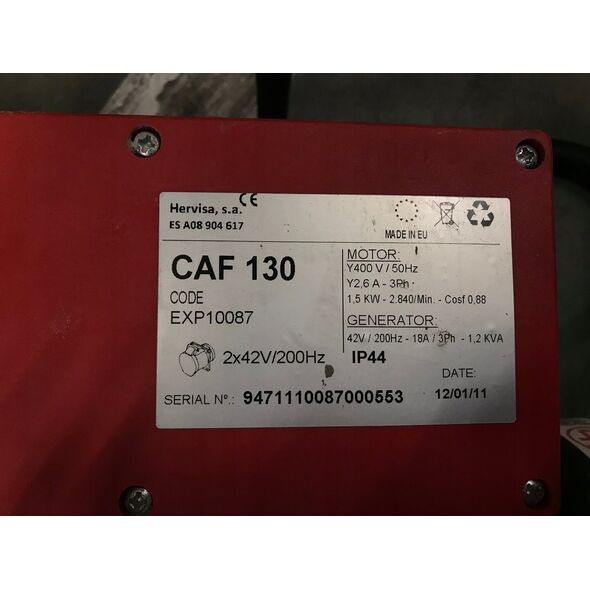 Hervisa, s.a. CE
ES A08 904 617
MADE IN EU
CAF 130
CODE
EXP10087
2x42V/200Hz
MOTOR:
Y400 V / 50Hz
Y2,6 A - 3Ph
1,5 KW - 2.840/Min. - Cosf 0,88
GENERATOR:
42V / 200Hz - 18A / 3Ph - 1,2 KVA
IP44
DATE:
12/01/11
SERIAL Nº.: 9471110087000553